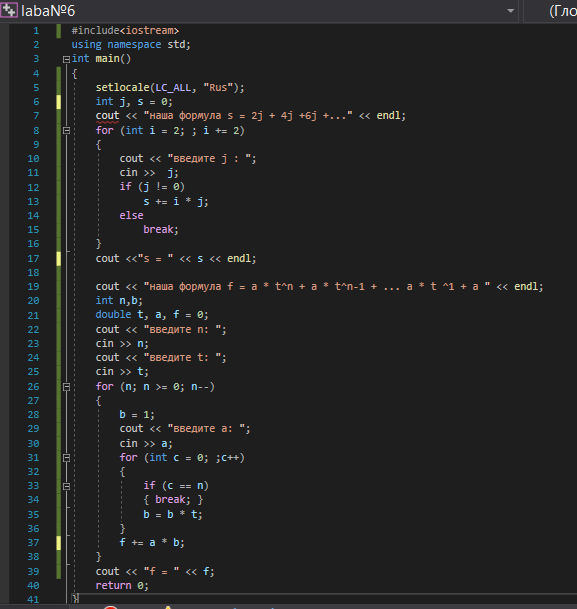 laba№6
(Гло
1 #include<iostream>
2 using namespace std;
3 int main()
4 {
5 setlocale(LC_ALL, "Rus");
6 int j, s = 0;
7 cout << "наша формула s = 2j + 4j +6j +..." << endl;
8 for (int i = 2; ; i += 2)
9 {
10 cout << "введите j : ";
11 cin >> j;
12 if (j != 0)
13 s += i * j;
14 else
15 break;
16 }
17 cout <<"s = " << s << endl;
18
19 cout << "наша формула f = a * t^n + a * t^n-1 + ... a * t ^1 + a " << endl;
20 int n,b;
21 double t, a, f = 0;
22 cout << "введите n: ";
23 cin >> n;
24 cout << "введите t: ";
25 cin >> t;
26 for (n; n >= 0; n--)
27 {
28 b = 1;
29 cout << "введите a: ";
30 cin >> a;
31 for (int c = 0; ;c++)
32 {
33 if (c == n)
34 { break; }
35 b = b * t;
36 }
37 f += a * b;
38 }
39 cout << "f = " << f;
40 return 0;
41 }